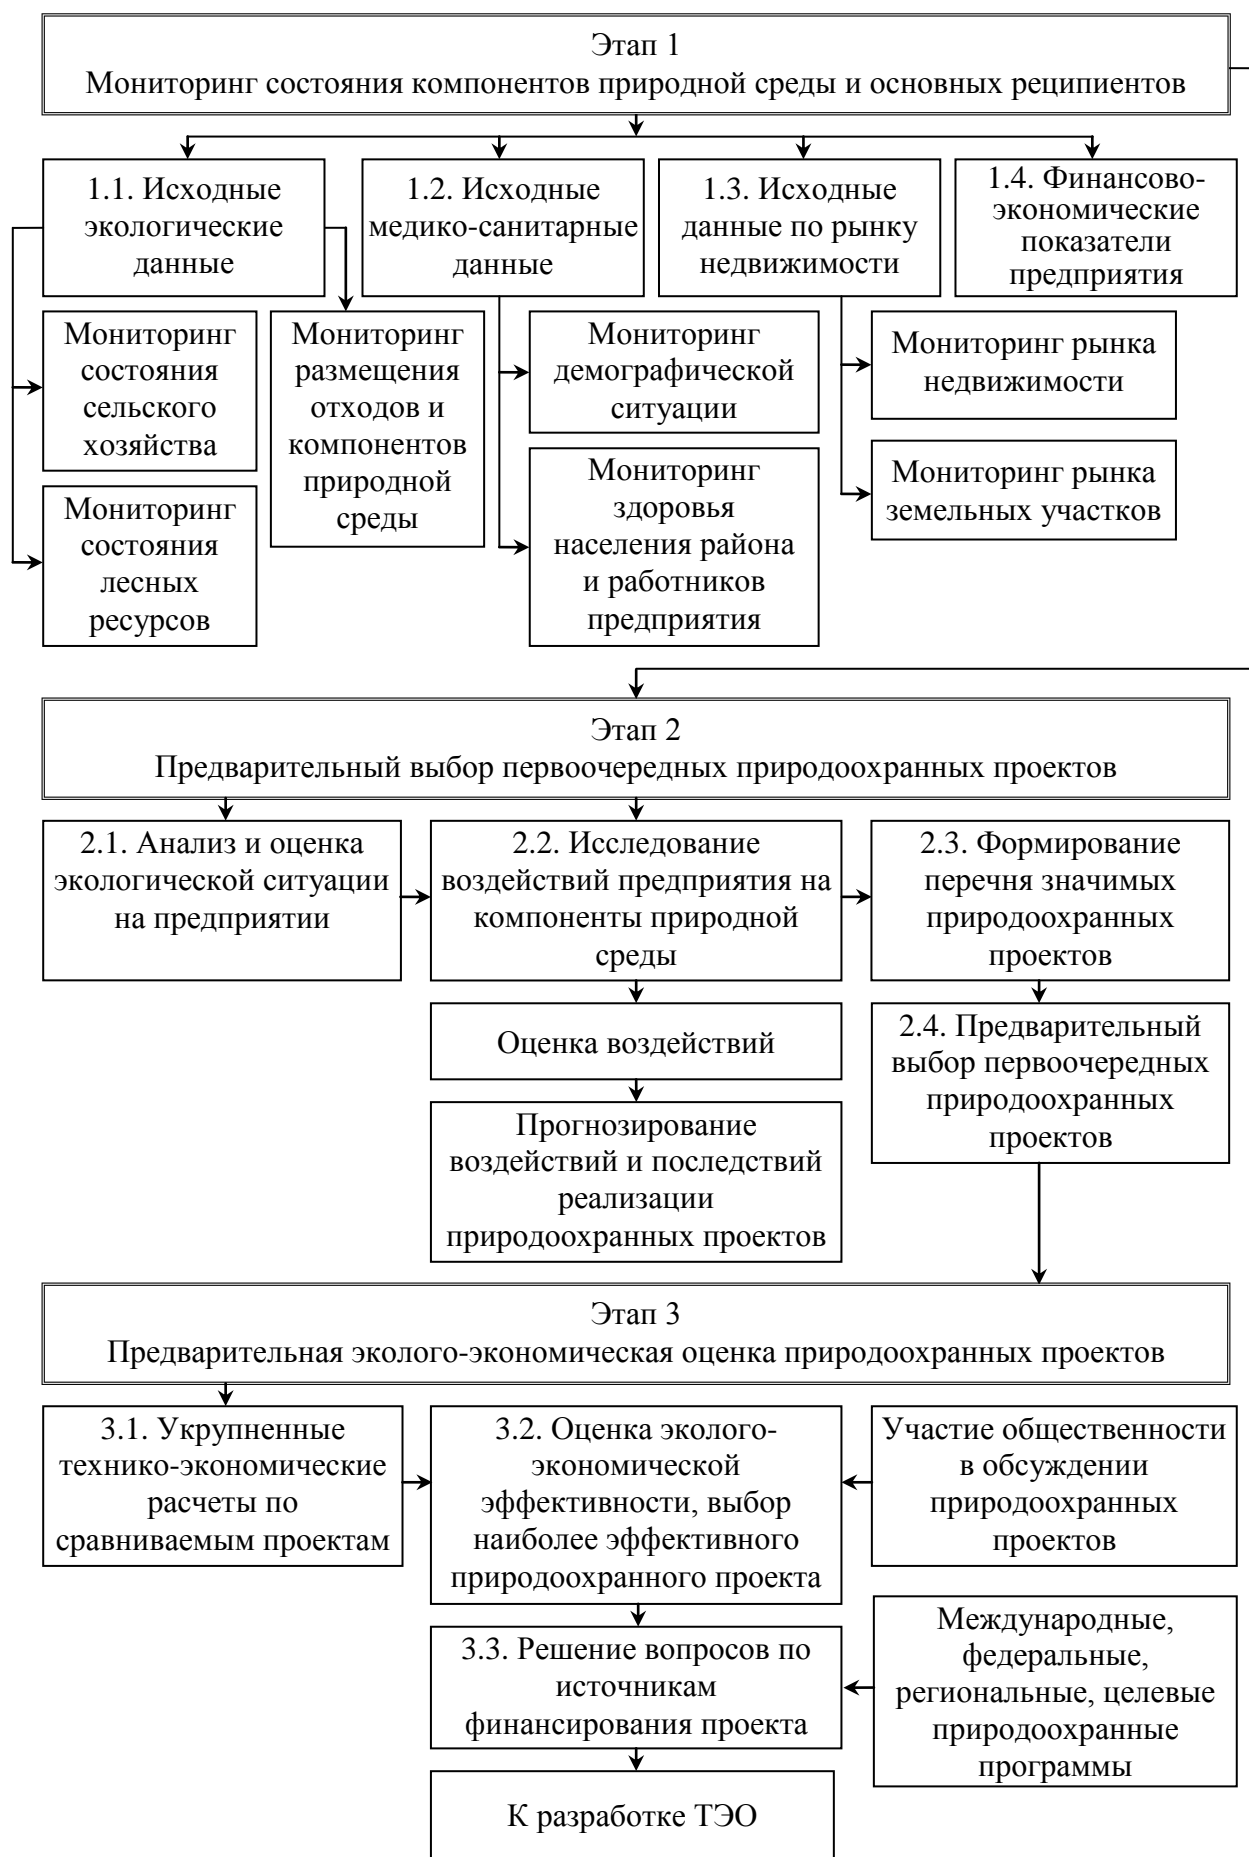 Этап 1
Мониторинг состояния компонентов природной среды и основных реципиентов
1.1. Исходные
экологические
данные
1.2. Исходные
медико-санитарные
данные
1.3. Исходные
данные по рынку
недвижимости
1.4. Финансово-
экономические
показатели
предприятия
Мониторинг
состояния
сельского
хозяйства
Мониторинг
размещения
отходов и
компонентов
природной
среды
Мониторинг
демографической
ситуации
Мониторинг рынка
недвижимости
Мониторинг
состояния
лесных
ресурсов
Мониторинг
здоровья
населения района
и работников
предприятия
Мониторинг рынка
земельных участков
Этап 2
Предварительный выбор первоочередных природоохранных проектов
2.1. Анализ и оценка
экологической ситуации
на предприятии
2.2. Исследование
воздействий предприятия на
компоненты природной
среды
2.3. Формирование
перечня значимых
природоохранных
проектов
Оценка воздействий
2.4. Предварительный
выбор первоочередных
природоохранных
проектов
Прогнозирование
воздействий и последствий
реализации
природоохранных проектов
Этап 3
Предварительная эколого-экономическая оценка природоохранных проектов
3.1. Укрупненные
технико-экономические
расчеты по
сравниваемым проектам
3.2. Оценка эколого-
экономической
эффективности, выбор
наиболее эффективного
природоохранного проекта
Участие общественности
в обсуждении
природоохранных
проектов
3.3. Решение вопросов по
источникам
финансирования проекта
Международные,
федеральные,
региональные, целевые
природоохранные
программы
К разработке ТЭО